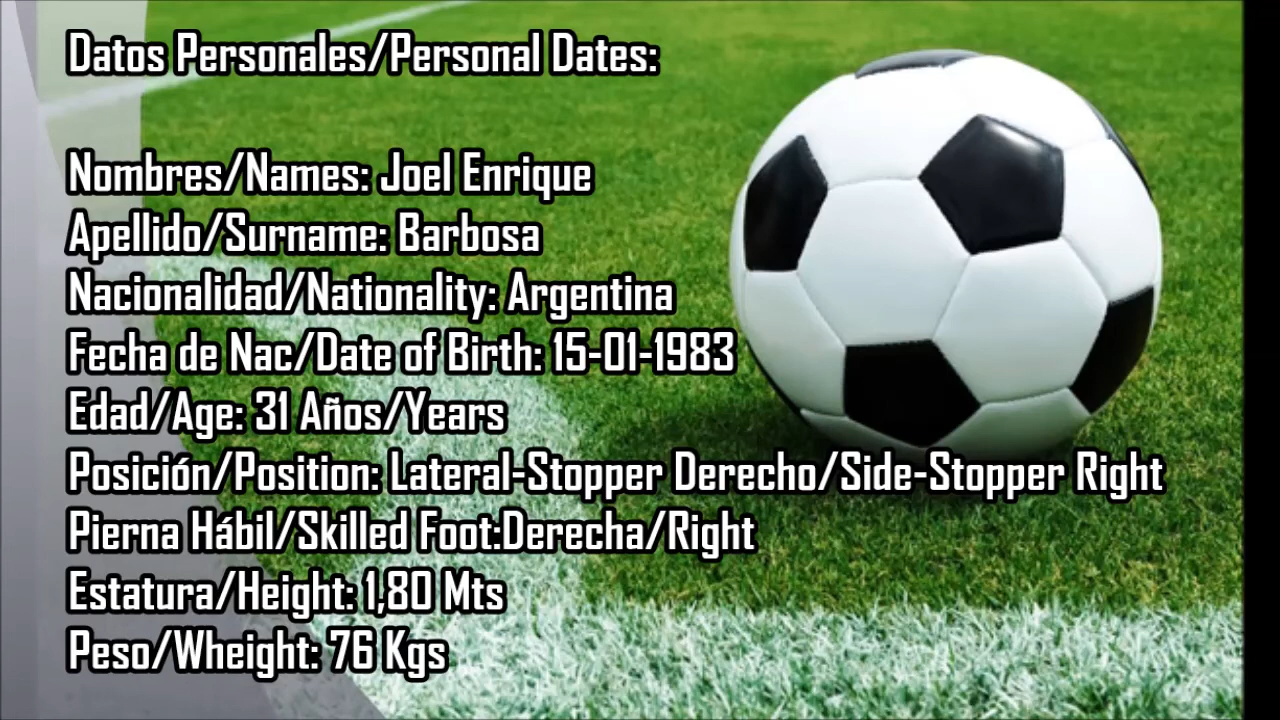 Datos Personales/Personal Dates:
Nombres/Names: Joel Enrique
Apellido/Surname: Barbosa
Nacionalidad/Nationality: Argentina
Fecha de Nac/Date of Birth: 15-01-1983
Edad/Age: 31 Años/Years
Posición/Position: Lateral-Stopper Derecho/Side-Stopper Right
Pierna Hábil/Skilled Foot:Derecha/Right
Estatura/Height: 1,80 Mts
Peso/Wheight: 76 Kgs